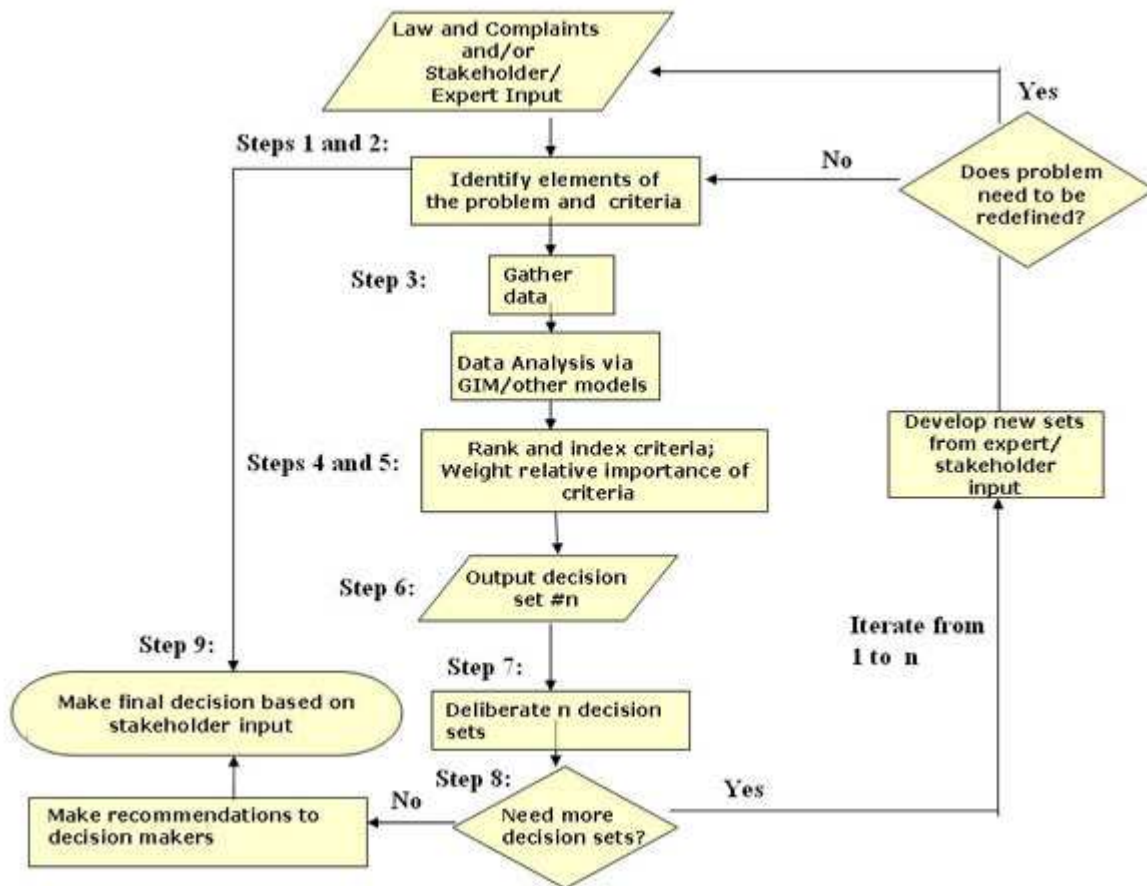 Law and Complaints
and/or
Stakeholder/
Expert Input
Yes
Steps 1 and 2:
No
Identify elements of
the problem and criteria
Does problem
need to be
redefined?
Step 3:
Gather
data
Data Analysis via
GIM/other models
Develop new sets
from expert/
stakeholder
input
Steps 4 and 5:
Rank and index criteria;
Weight relative importance of
criteria
Step 6:
Output decision
set #n
Iterate from
1 to n
Step 9:
Step 7:
Make final decision based on
stakeholder input
Deliberate n decision
sets
Step 8:
No
Yes
Make recommendations to
decision makers
Need more
decision sets?